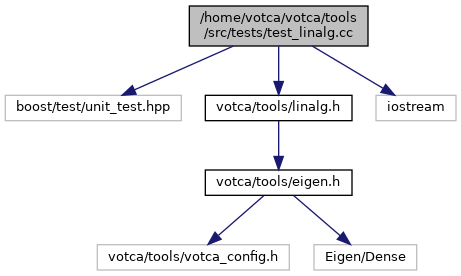 /home/votca/votca/tools
/src/tests/test_linalg.cc
boost/test/unit_test.hpp
votca/tools/linalg.h
iostream
votca/tools/eigen.h
votca/tools/votca_config.h
Eigen/Dense